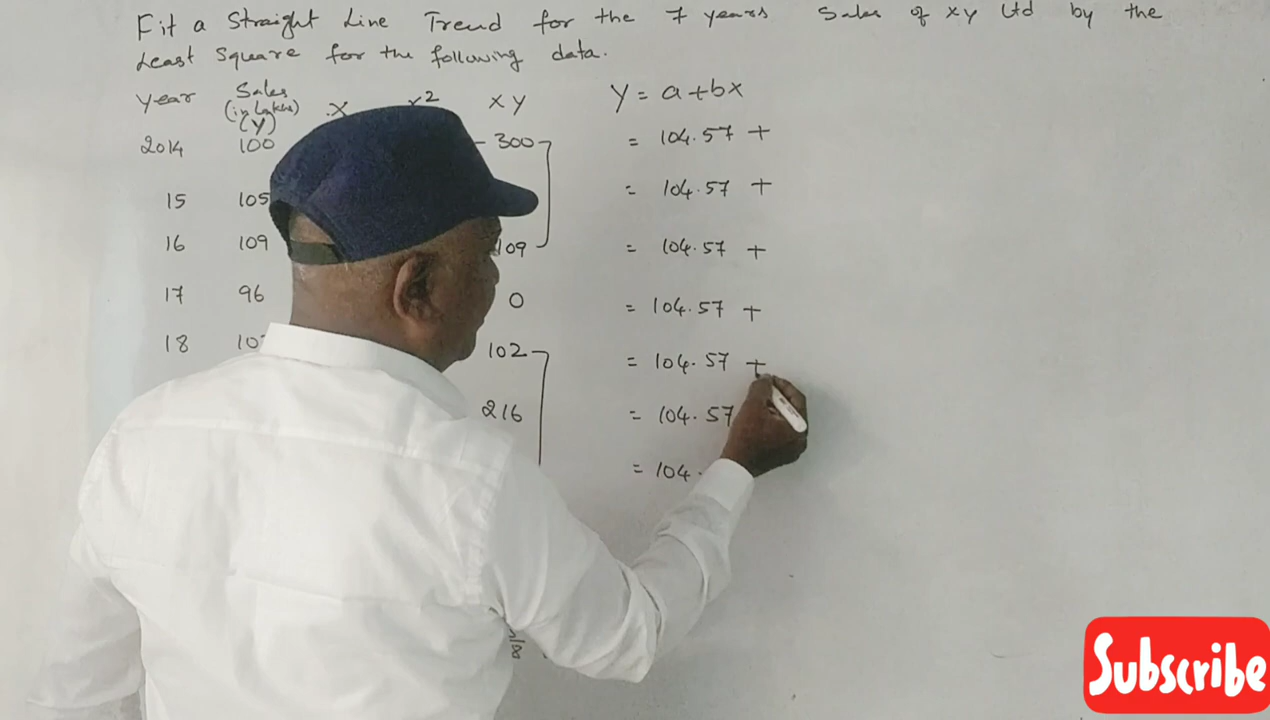 Fit a Straight Line Trend for the 7 years Sales of xy Ltd by the
Least Square for the following data.
Year Sales (in Lakhs) (Y) X x² XY Y = a + bx
2014 100 - 300 = 104.57 +
15 105 = 104.57 +
16 109 109 = 104.57 +
17 96 0 = 104.57 +
18 102 = 104.57 +
216 = 104.57
= 104.
Subscribe